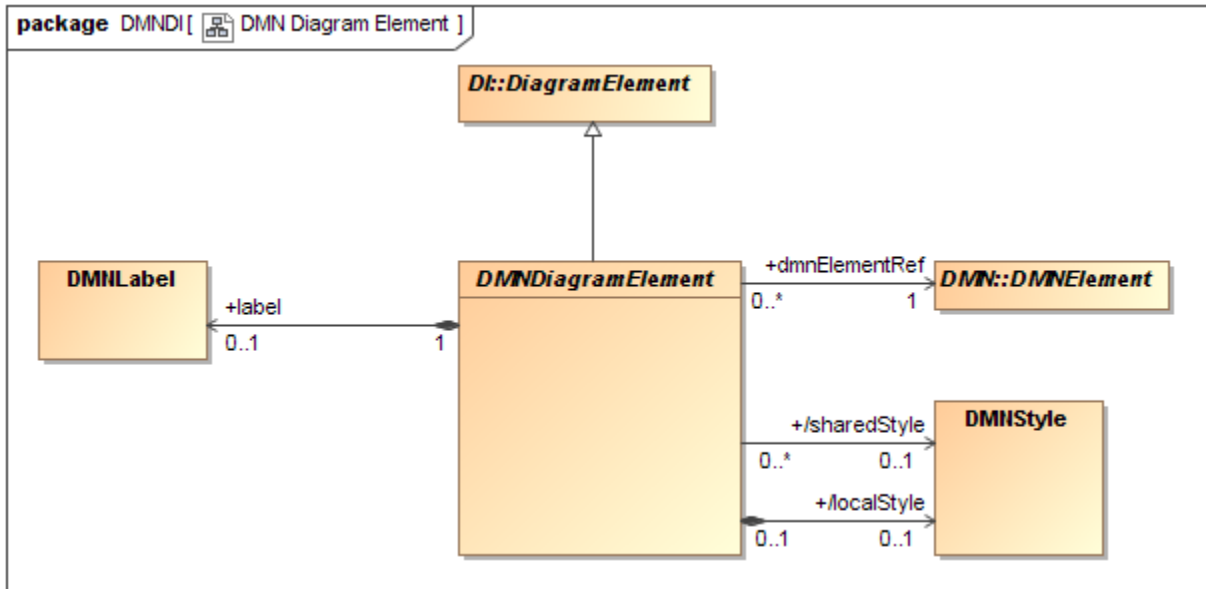 package DMNDI [ DMN Diagram Element ]
DI::DiagramElement
DMNLabel
+label
0..1
1
DMNDiagramElement
+dmnElementRef
0..*
1
DMN::DMNElement
+/sharedStyle
0..*
0..1
DMNStyle
+/localStyle
0..1
0..1